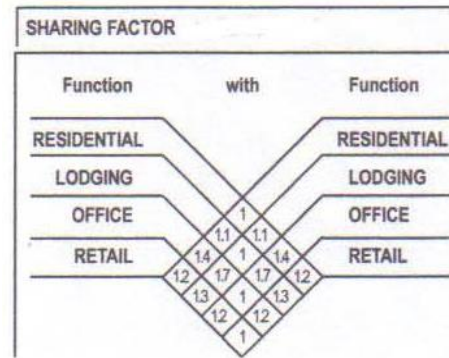 SHARING FACTOR
Function with Function
RESIDENTIAL RESIDENTIAL
LODGING LODGING
OFFICE OFFICE
RETAIL RETAIL
1
1.1 1.1
1.4 1 1.4
1.2 1.7 1.7 1.2
1.3 1 1.3
1.2 1.2
1